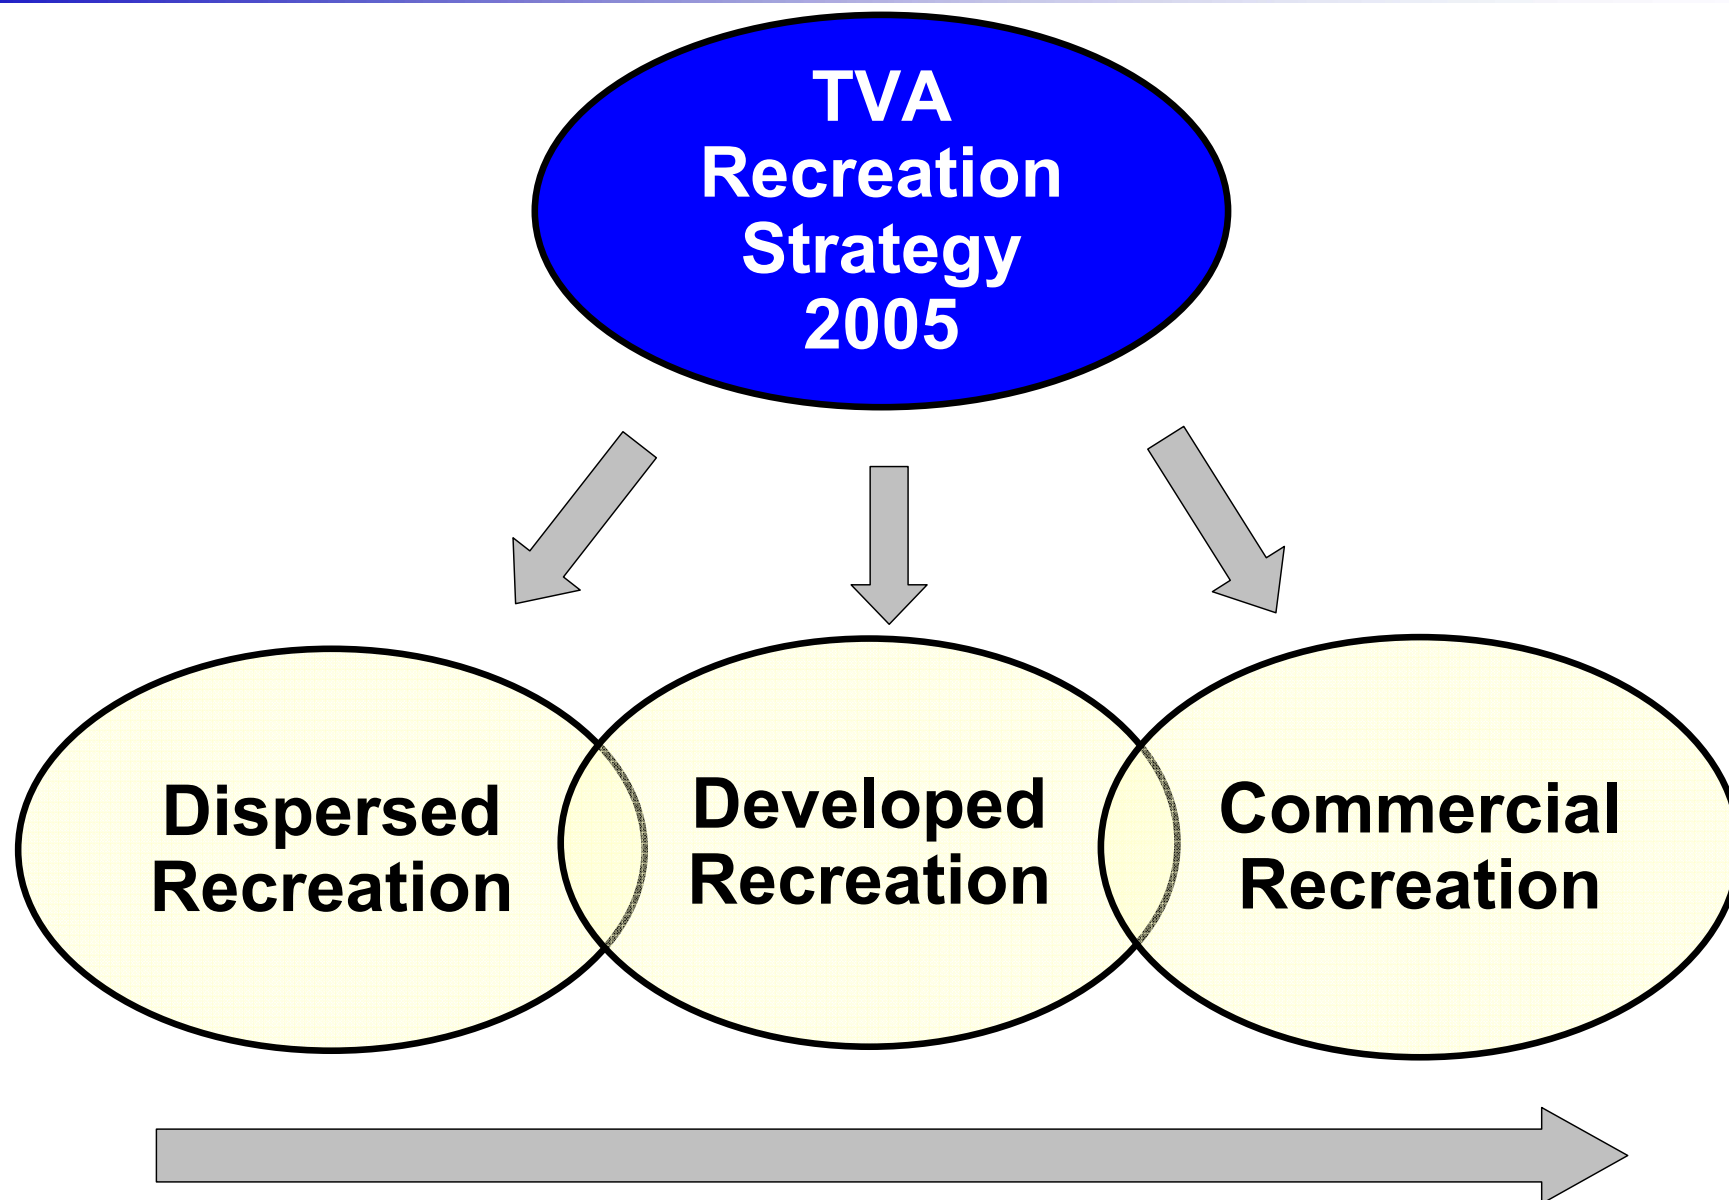 TVA
Recreation
Strategy
2005
Dispersed
Recreation
Developed
Recreation
Commercial
Recreation